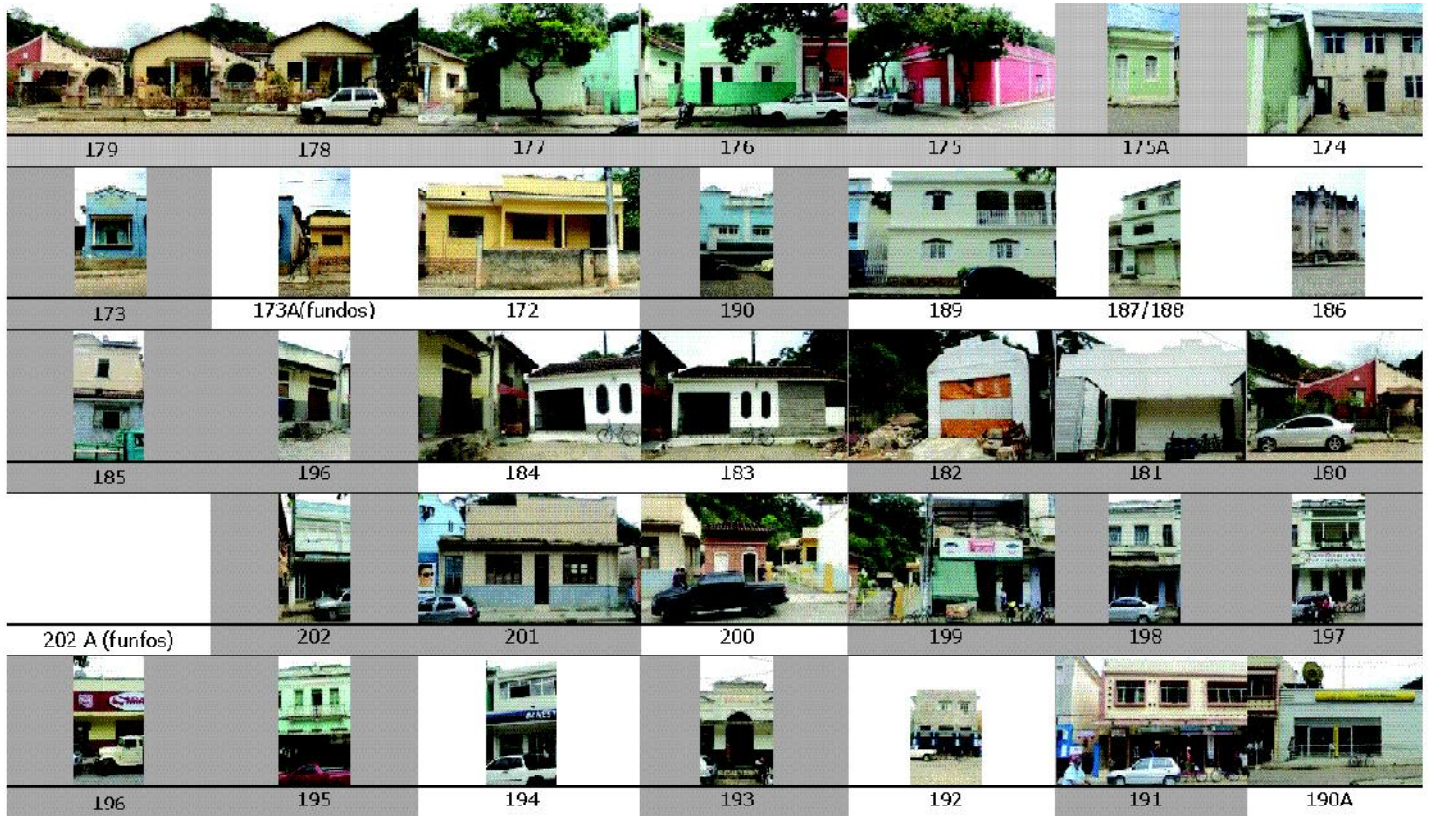 179 178 177 176 175 175A 174
173 173A(fundos) 172 190 189 187/188 186
185 196 184 183 182 181 180
202 A (funfos) 202 201 200 199 198 197
BANEST
196 195 194 193 192 191 190A